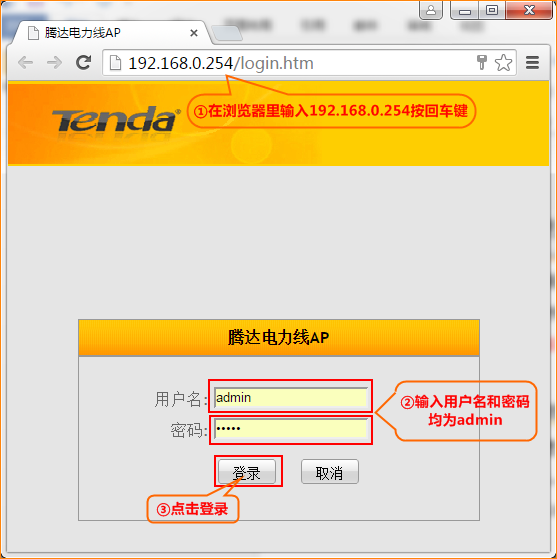 腾达电力线AP
192.168.0.254/login.htm
Tenda®
①在浏览器里输入192.168.0.254按回车键
腾达电力线AP
用户名:
admin
②输入用户名和密码
均为admin
密码:
•••••
登录
取消
③点击登录